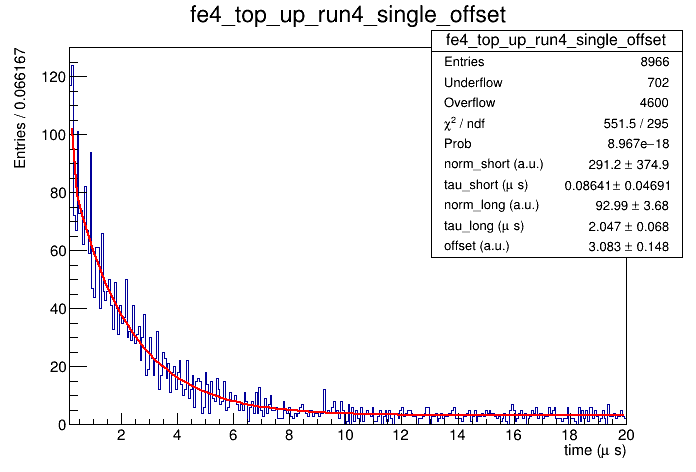 fe4_top_up_run4_single_offset
fe4_top_up_run4_single_offset
Entries 8966
Underflow 702
Overflow 4600
χ² / ndf 551.5 / 295
Prob 8.967e−18
norm_short (a.u.) 291.2 ± 374.9
tau_short (μ s) 0.08641 ± 0.04691
norm_long (a.u.) 92.99 ± 3.68
tau_long (μ s) 2.047 ± 0.068
offset (a.u.) 3.083 ± 0.148
Entries / 0.066167
120
100
80
60
40
20
0
2 4 6 8 10 12 14 16 18 20
time (μ s)